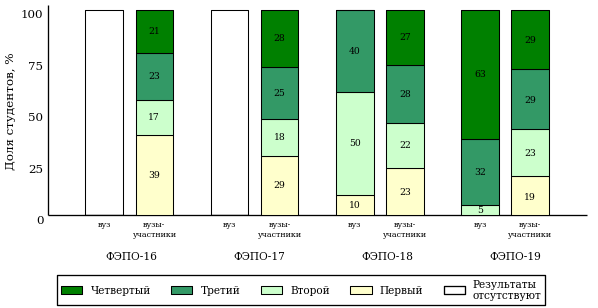 Доля студентов, %
100
75
50
25
0
21
23
17
39
28
25
18
29
40
50
10
27
28
22
23
63
32
5
29
29
23
19
вуз
вузы-
участники
вуз
вузы-
участники
вуз
вузы-
участники
вуз
вузы-
участники
ФЭПО-16
ФЭПО-17
ФЭПО-18
ФЭПО-19
Четвертый
Третий
Второй
Первый
Результаты
отсутствуют